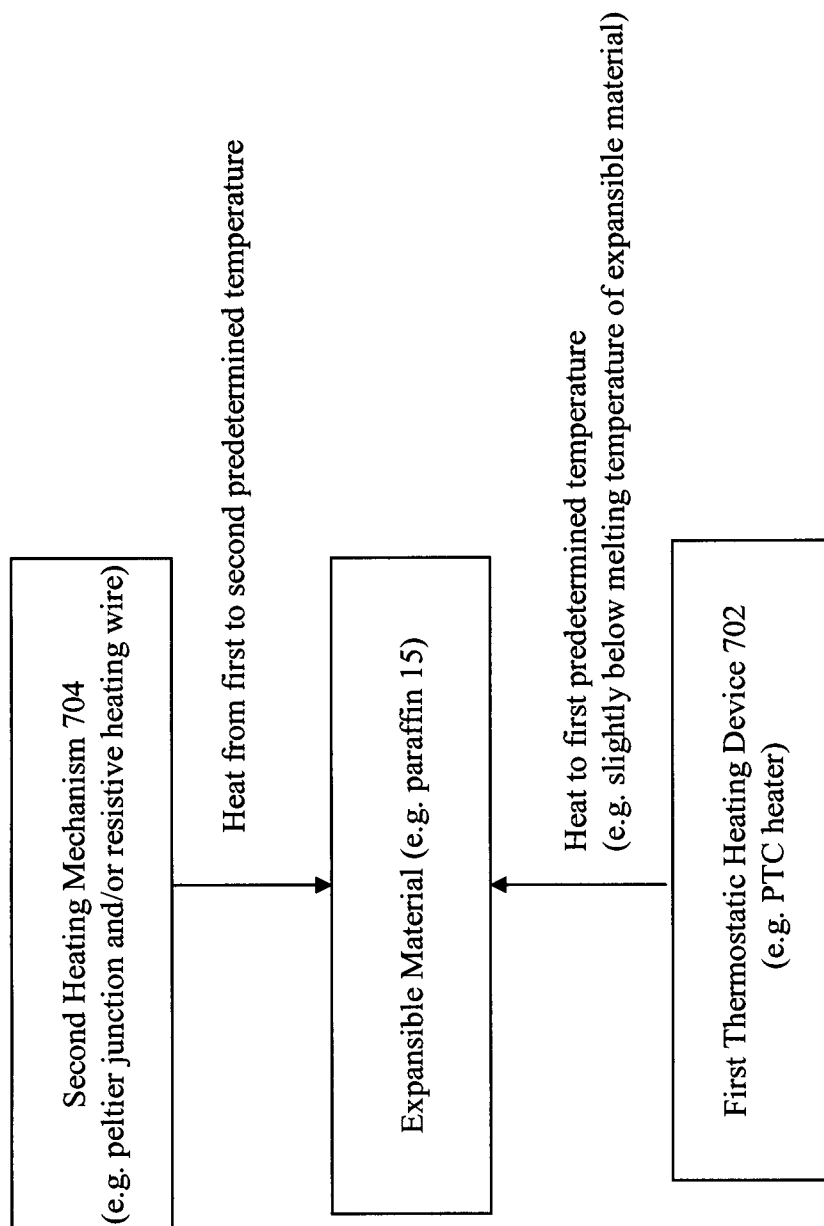 Second Heating Mechanism 704
(e.g. peltier junction and/or resistive heating wire)
Heat from first to second predetermined temperature
Expansible Material (e.g. paraffin 15)
Heat to first predetermined temperature
(e.g. slightly below melting temperature of expansible material)
First Thermostatic Heating Device 702
(e.g. PTC heater)